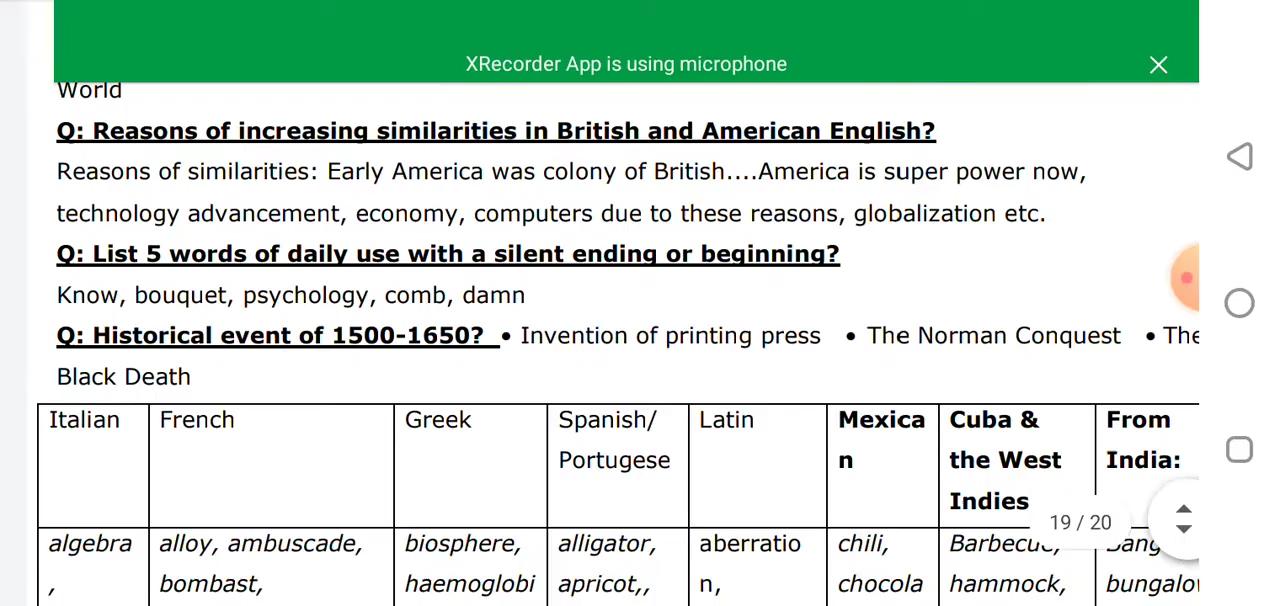 XRecorder App is using microphone
World
Q: Reasons of increasing similarities in British and American English?
Reasons of similarities: Early America was colony of British....America is super power now,
technology advancement, economy, computers due to these reasons, globalization etc.
Q: List 5 words of daily use with a silent ending or beginning?
Know, bouquet, psychology, comb, damn
Q: Historical event of 1500-1650? • Invention of printing press • The Norman Conquest • The
Black Death
Italian French Greek Spanish/ Latin Mexica Cuba & From
Portugese n the West India:
Indies
19 / 20
algebra alloy, ambuscade, biosphere, alligator, aberratio chili, Barbecue,
, bombast, haemoglobi apricot,, n, chocola hammock,